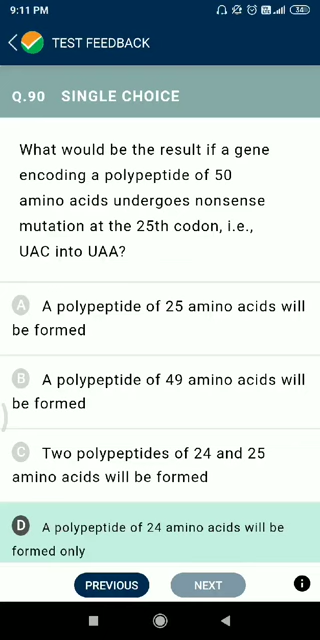 9:11 PM
34
TEST FEEDBACK
Q.90 SINGLE CHOICE
What would be the result if a gene
encoding a polypeptide of 50
amino acids undergoes nonsense
mutation at the 25th codon, i.e.,
UAC into UAA?
A A polypeptide of 25 amino acids will
be formed
B A polypeptide of 49 amino acids will
be formed
C Two polypeptides of 24 and 25
amino acids will be formed
D A polypeptide of 24 amino acids will be
formed only
PREVIOUS
NEXT